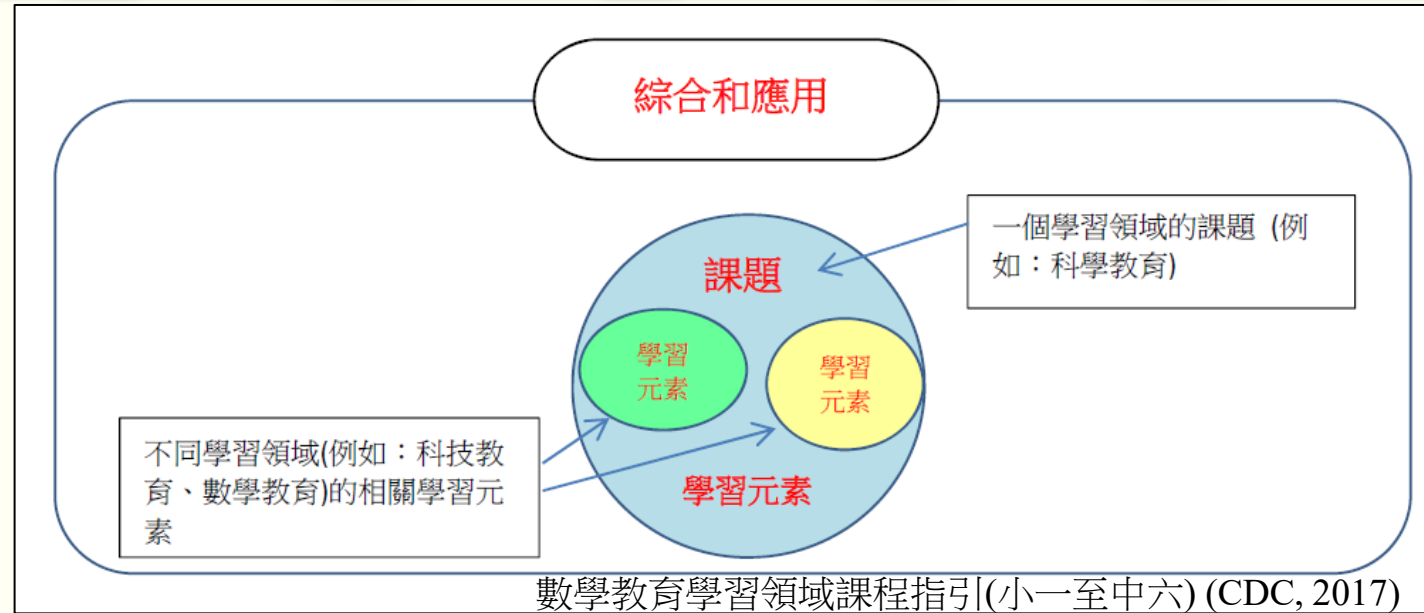 綜合和應用
一個學習領域的課題 (例
如：科學教育)
課題
學習
元素
學習
元素
不同學習領域(例如：科技教
育、數學教育)的相關學習元
素
學習元素
數學教育學習領域課程指引(小一至中六) (CDC, 2017)